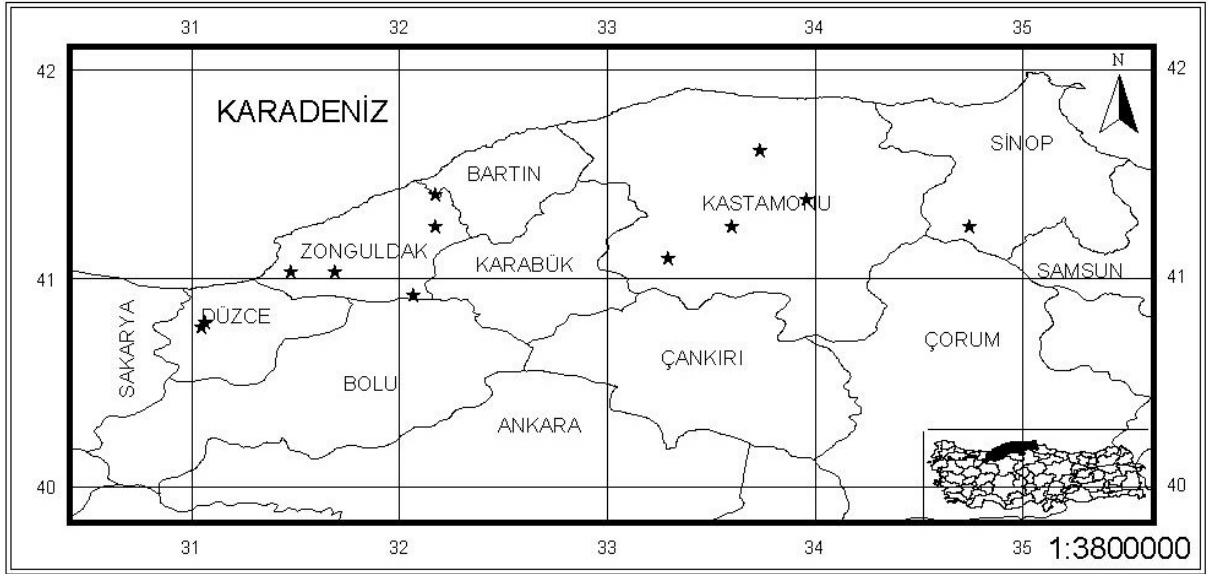 31 32 33 34 35
42 42
N
KARADENİZ
SİNOP
BARTIN
KASTAMONU
ZONGULDAK
KARABÜK
SAMSUN
41 41
DÜZCE
SAKARYA
ÇORUM
ÇANKIRI
BOLU
ANKARA
40 40
31 32 33 34 35
1:3800000